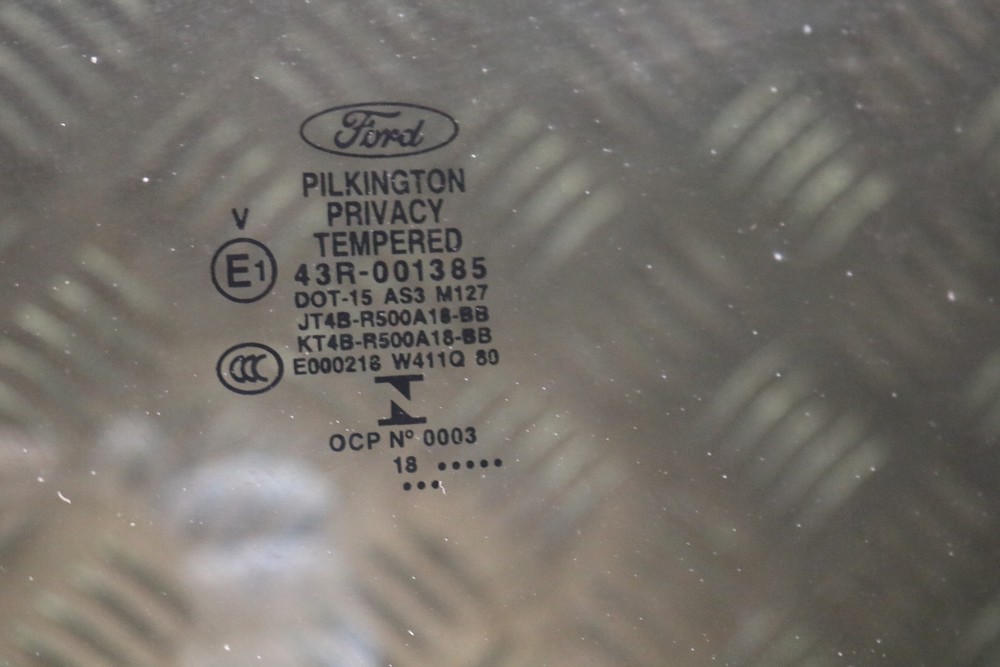 Ford
PILKINGTON
PRIVACY
TEMPERED
V
E1
43R-001385
DOT-15 AS3 M127
JT4B-R500A18-BB
KT4B-R500A18-BB
CCC
E000218 W411Q 80
OCP Nº 0003
18 .....
...